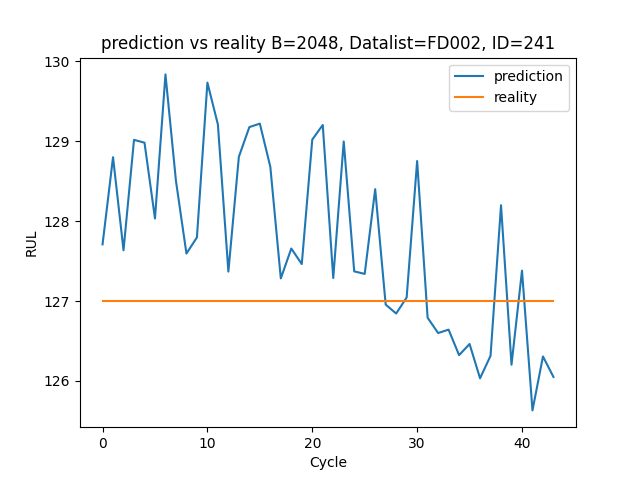 prediction vs reality B=2048, Datalist=FD002, ID=241
prediction
reality
130
129
128
127
126
RUL
0 10 20 30 40
Cycle